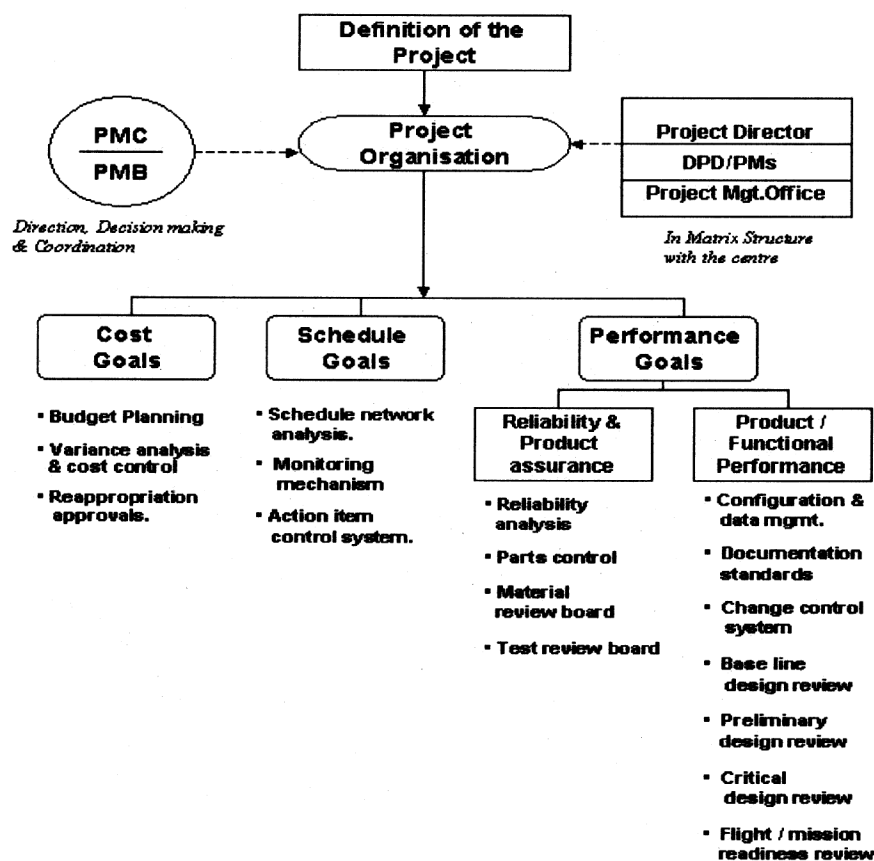 Definition of the
Project
PMC
PMB
Direction, Decision making
& Coordination
Project
Organisation
Project Director
DPD/PMs
Project Mgt.Office
In Matrix Structure
with the centre
Cost
Goals
▪ Budget Planning
▪ Variance analysis
& cost control
▪ Reappropriation
approvals.
Schedule
Goals
▪ Schedule network
analysis.
▪ Monitoring
mechanism
▪ Action item
control system.
Performance
Goals
Reliability &
Product
assurance
▪ Reliability
analysis
▪ Parts control
▪ Material
review board
▪ Test review board
Product /
Functional
Performance
▪ Configuration &
data mgmt.
▪ Documentation
standards
▪ Change control
system
▪ Base line
design review
▪ Preliminary
design review
▪ Critical
design review
▪ Flight / mission
readiness review